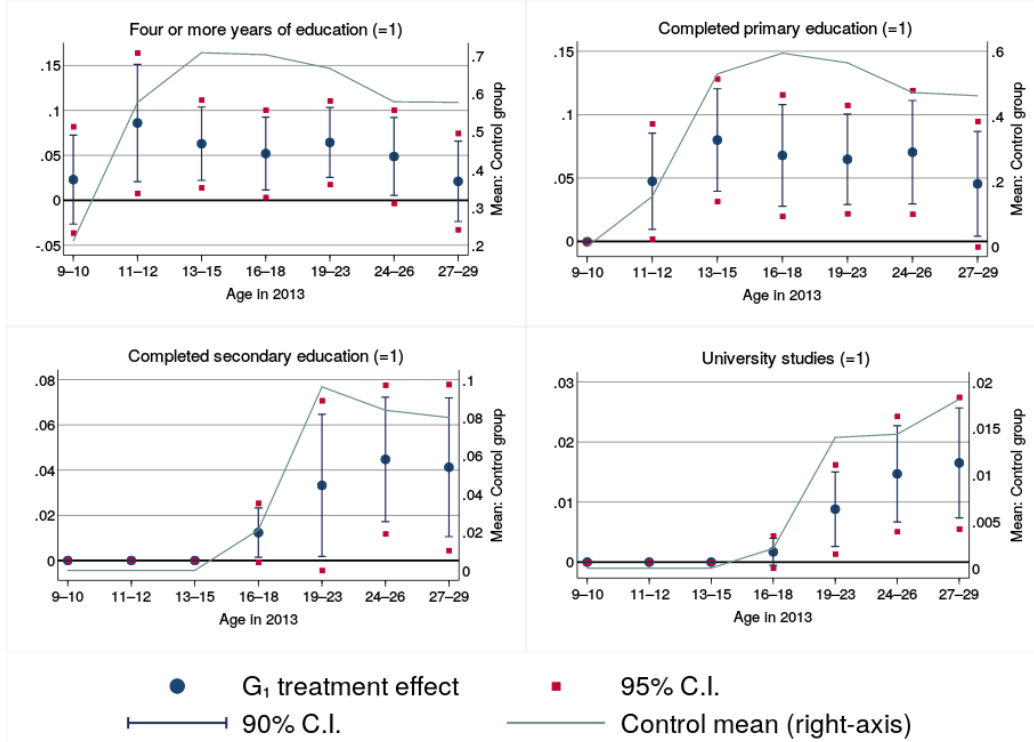 Four or more years of education (=1)
.15
.1
.05
0
-.05
.7
.6
.5
.4
.3
.2
Mean: Control group
9–10 11–12 13–15 16–18 19–23 24–26 27–29
Age in 2013
Completed primary education (=1)
.15
.1
.05
0
.6
.4
.2
0
Mean: Control group
9–10 11–12 13–15 16–18 19–23 24–26 27–29
Age in 2013
Completed secondary education (=1)
.08
.06
.04
.02
0
.1
.08
.06
.04
.02
0
Mean: Control group
9–10 11–12 13–15 16–18 19–23 24–26 27–29
Age in 2013
University studies (=1)
.03
.02
.01
0
.02
.015
.01
.005
0
Mean: Control group
9–10 11–12 13–15 16–18 19–23 24–26 27–29
Age in 2013
G₁ treatment effect
95% C.I.
90% C.I.
Control mean (right-axis)